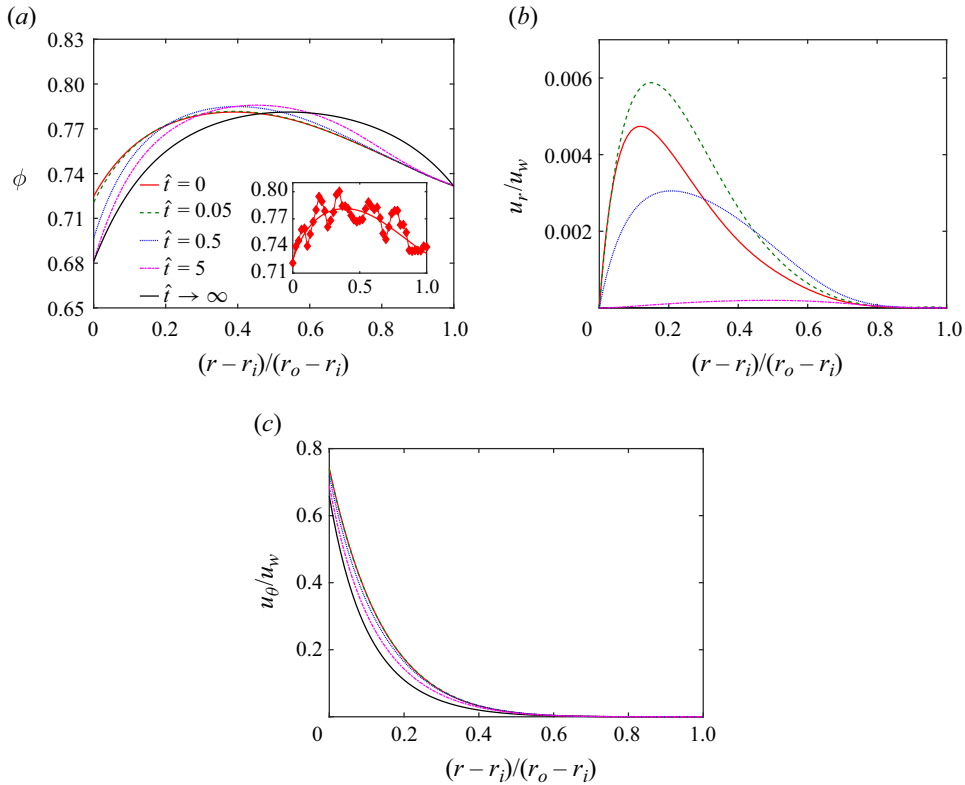 (a)
0.83
0.80
0.77
ϕ
0.74
0.71
0.68
0.65
t̂ = 0
t̂ = 0.05
t̂ = 0.5
t̂ = 5
t̂ → ∞
0.80
0.77
0.74
0.71
0 0.5 1.0
0 0.2 0.4 0.6 0.8 1.0
(r – r_i)/(r_o – r_i)
(b)
0.006
0.004
0.002
u_r/u_w
0 0.2 0.4 0.6 0.8 1.0
(r – r_i)/(r_o – r_i)
(c)
0.8
0.6
0.4
0.2
u_θ/u_w
0 0.2 0.4 0.6 0.8 1.0
(r – r_i)/(r_o – r_i)